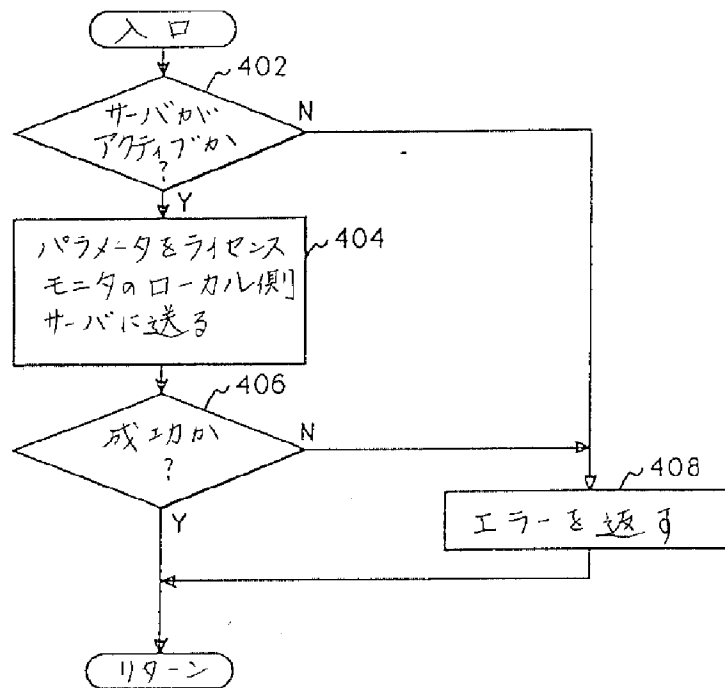 入口
402
サーバが
アクティブか
?
N
Y
パラメータをライセンス
モニタのローカル側
サーバに送る
404
406
成功か
?
N
Y
408
エラーを返す
リターン